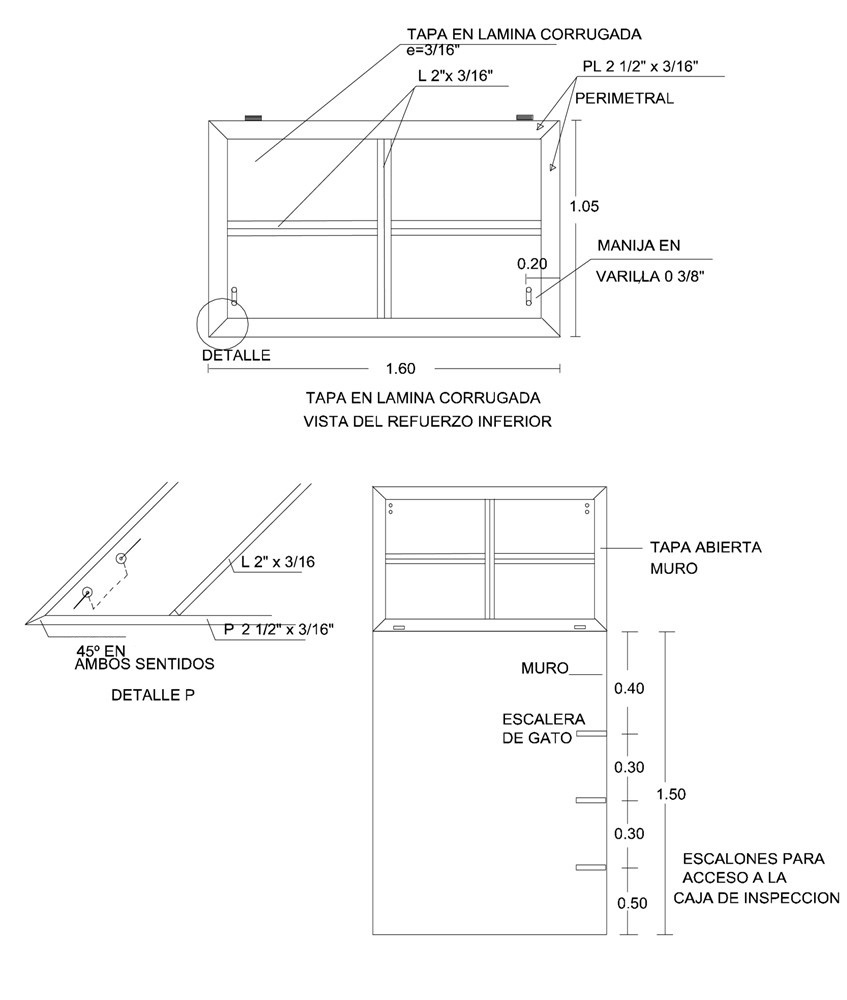 TAPA EN LAMINA CORRUGADA
e=3/16"
L 2"x 3/16"
PL 2 1/2" x 3/16"
PERIMETRAL
1.05
MANIJA EN
0.20
VARILLA 0 3/8"
DETALLE
1.60
TAPA EN LAMINA CORRUGADA
VISTA DEL REFUERZO INFERIOR
L 2" x 3/16
P 2 1/2" x 3/16"
45º EN
AMBOS SENTIDOS
DETALLE P
TAPA ABIERTA
MURO
MURO
0.40
ESCALERA
DE GATO
0.30
1.50
0.30
ESCALONES PARA
ACCESO A LA
CAJA DE INSPECCION
0.50